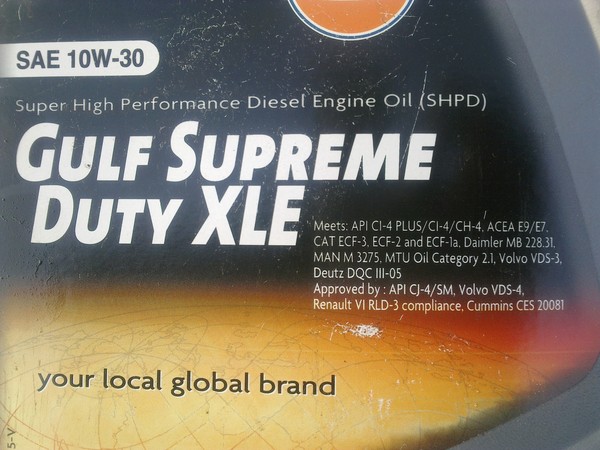 SAE 10W-30
Super High Performance Diesel Engine Oil (SHPD)
GULF SUPREME
DUTY XLE
Meets: API CI-4 PLUS/CI-4/CH-4, ACEA E9/E7,
CAT ECF-3, ECF-2 and ECF-1a, Daimler MB 228.31,
MAN M 3275, MTU Oil Category 2.1, Volvo VDS-3,
Deutz DQC III-05
Approved by : API CJ-4/SM, Volvo VDS-4,
Renault VI RLD-3 compliance, Cummins CES 20081
your local global brand
5-V